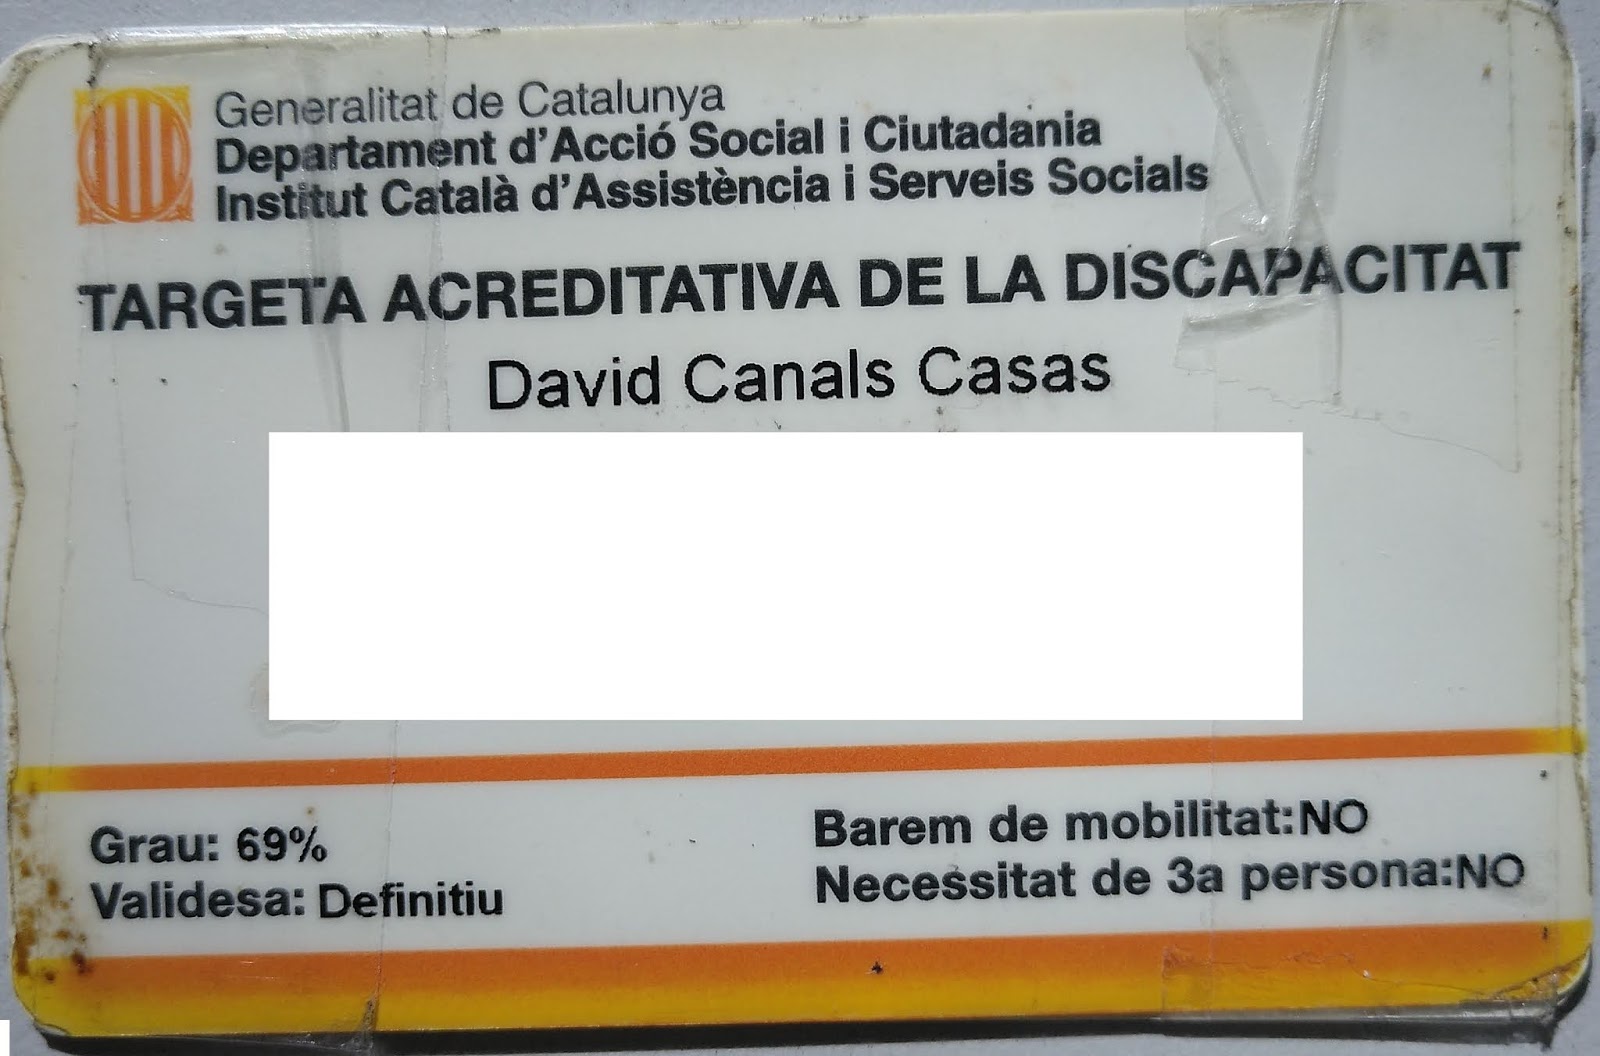 Generalitat de Catalunya
Departament d'Acció Social i Ciutadania
Institut Català d'Assistència i Serveis Socials
TARGETA ACREDITATIVA DE LA DISCAPACITAT
David Canals Casas
Grau: 69%
Validesa: Definitiu
Barem de mobilitat:NO
Necessitat de 3a persona:NO